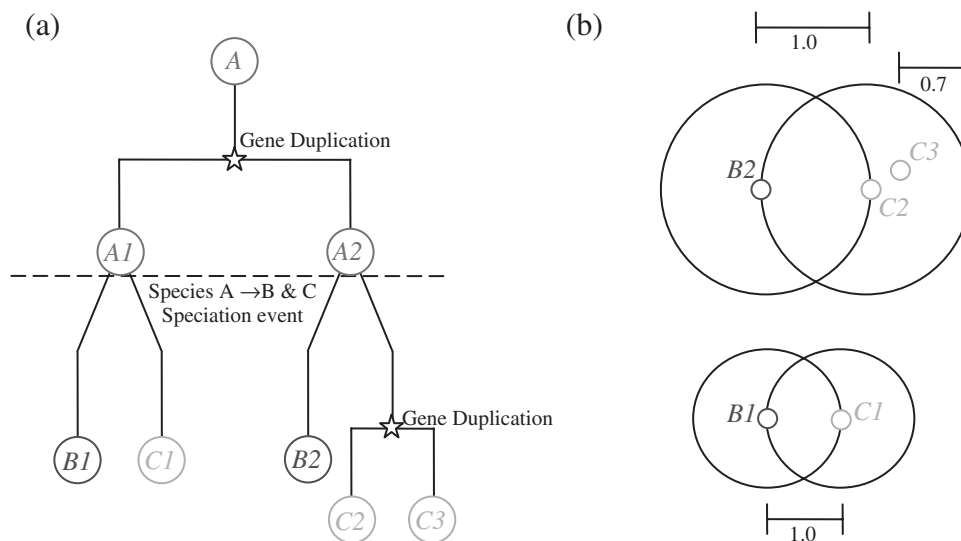 (a)
A
Gene Duplication
A1
A2
Species A →B & C
Speciation event
Gene Duplication
B1
C1
B2
C2
C3
(b)
1.0
0.7
B2
C3
C2
B1
C1
1.0